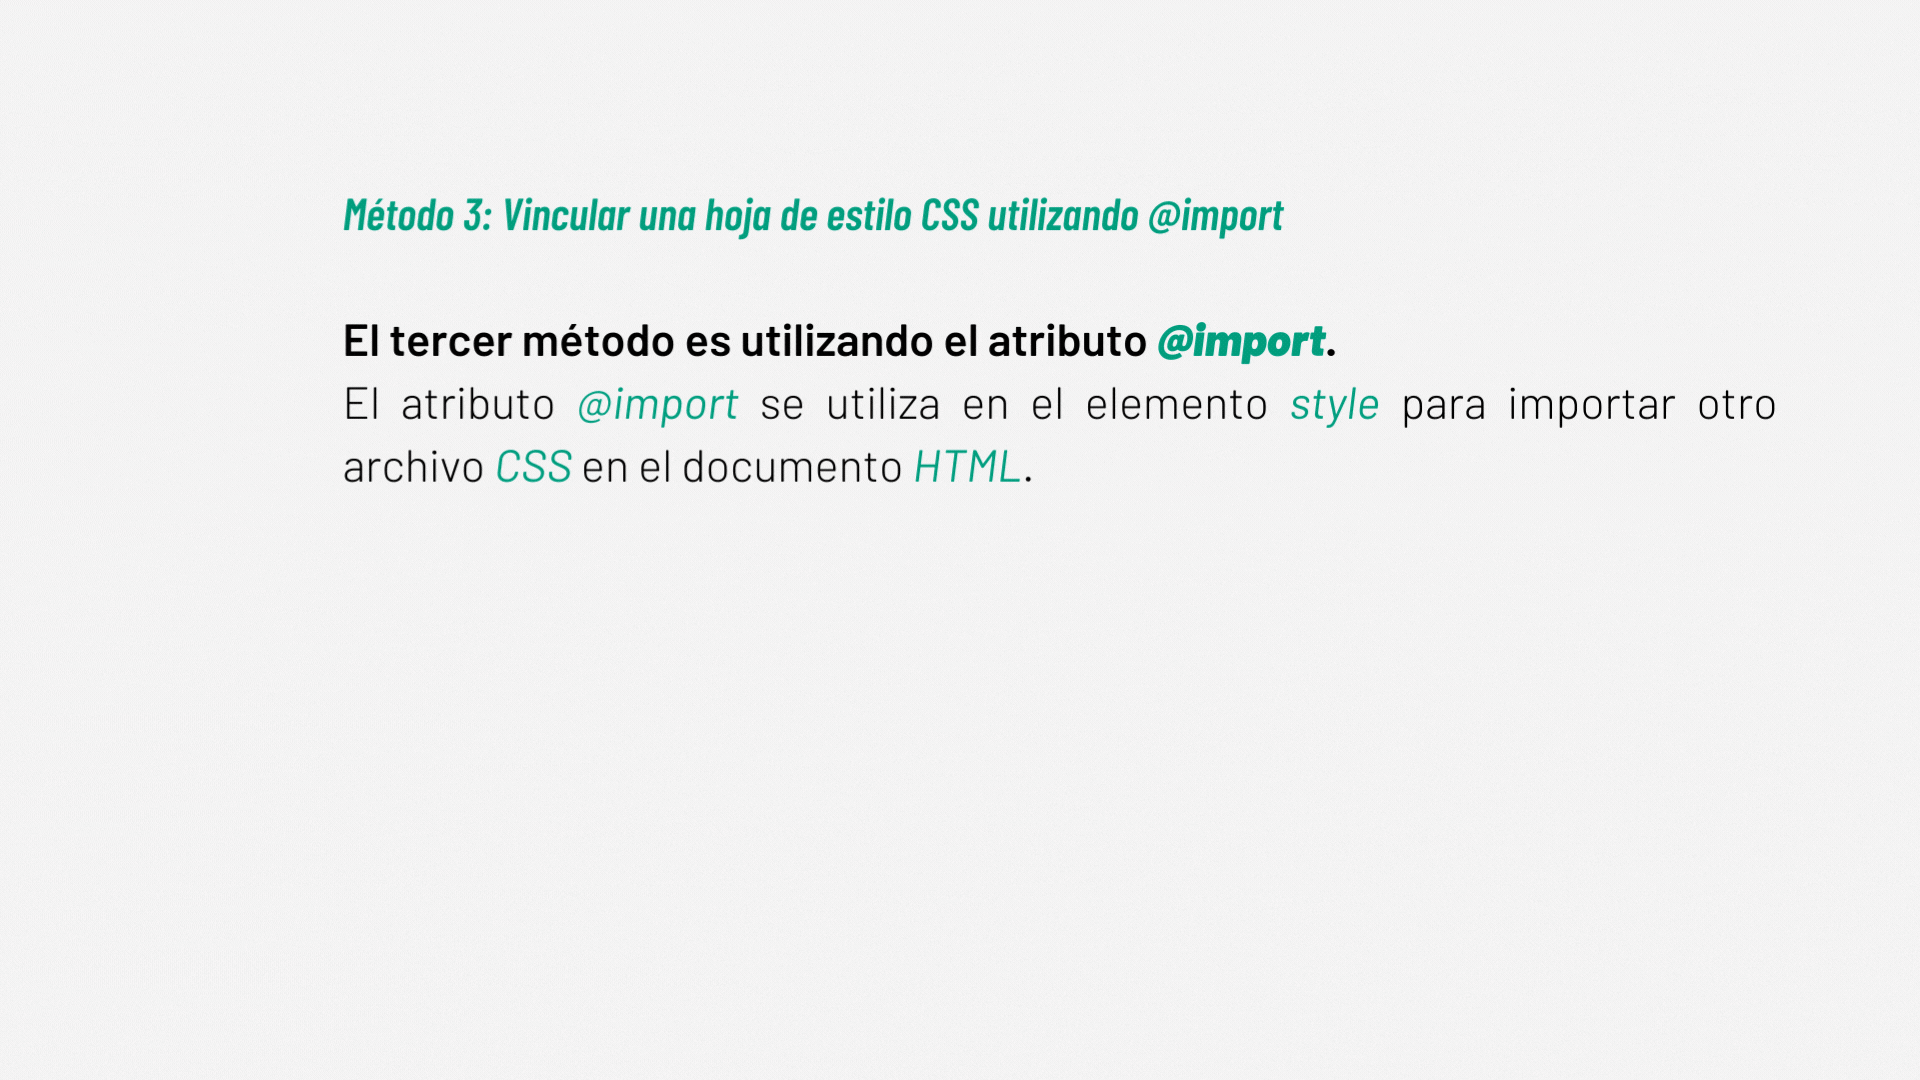 Método 3: Vincular una hoja de estilo CSS utilizando @import
El tercer método es utilizando el atributo @import.
El atributo @import se utiliza en el elemento style para importar otro
archivo CSS en el documento HTML.